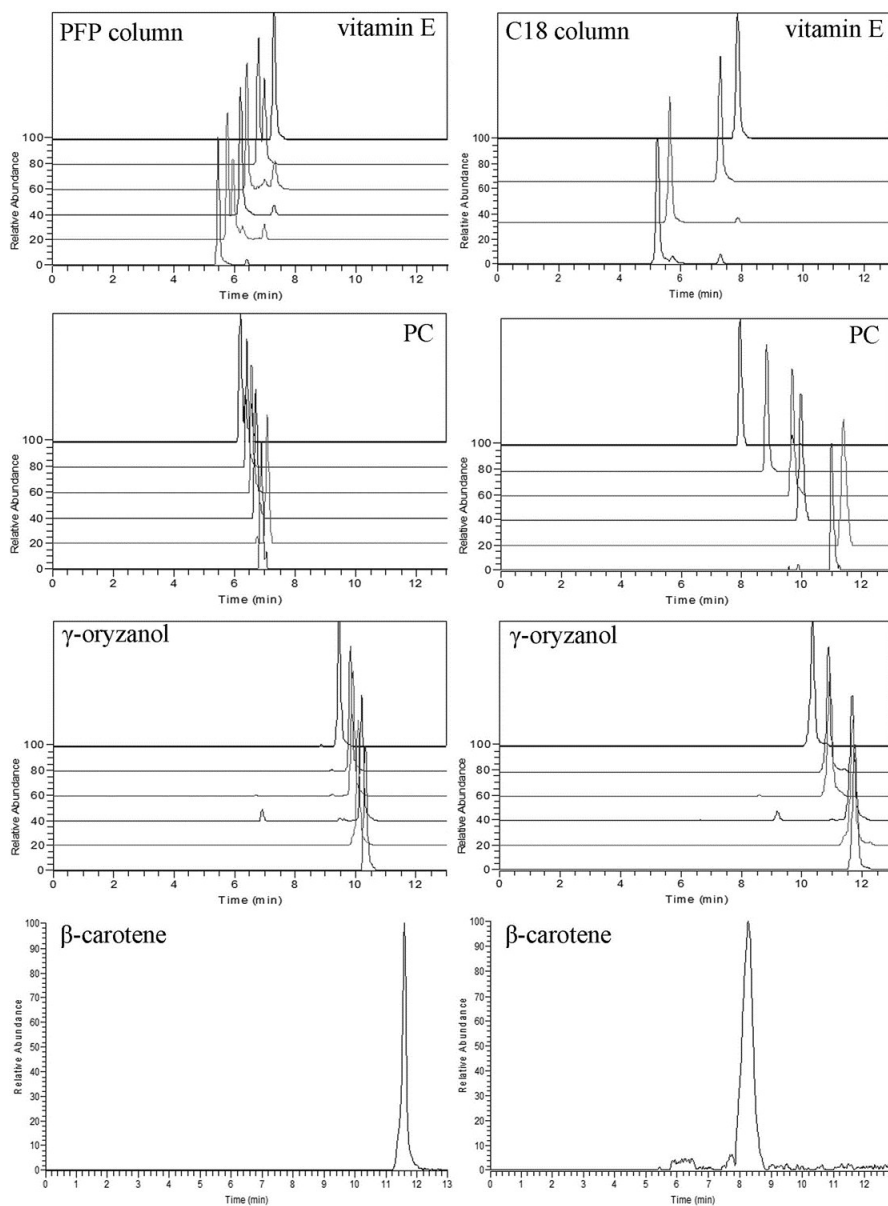 PFP column vitamin E
100
80
60
40
20
0
Relative Abundance
0 2 4 6 8 10 12
Time (min)
C18 column vitamin E
100
80
60
40
20
0
Relative Abundance
0 2 4 6 8 10 12
Time (min)
PC
100
80
60
40
20
0
Relative Abundance
0 2 4 6 8 10 12
Time (min)
PC
100
80
60
40
20
0
Relative Abundance
0 2 4 6 8 10 12
Time (min)
γ-oryzanol
100
80
60
40
20
0
Relative Abundance
0 2 4 6 8 10 12
Time (min)
γ-oryzanol
100
80
60
40
20
0
Relative Abundance
0 2 4 6 8 10 12
Time (min)
β-carotene
100
90
80
70
60
50
40
30
20
10
0
Relative Abundance
0 1 2 3 4 5 6 7 8 9 10 11 12 13
Time (min)
β-carotene
100
90
80
70
60
50
40
30
20
10
0
Relative Abundance
0 1 2 3 4 5 6 7 8 9 10 11 12
Time (min)